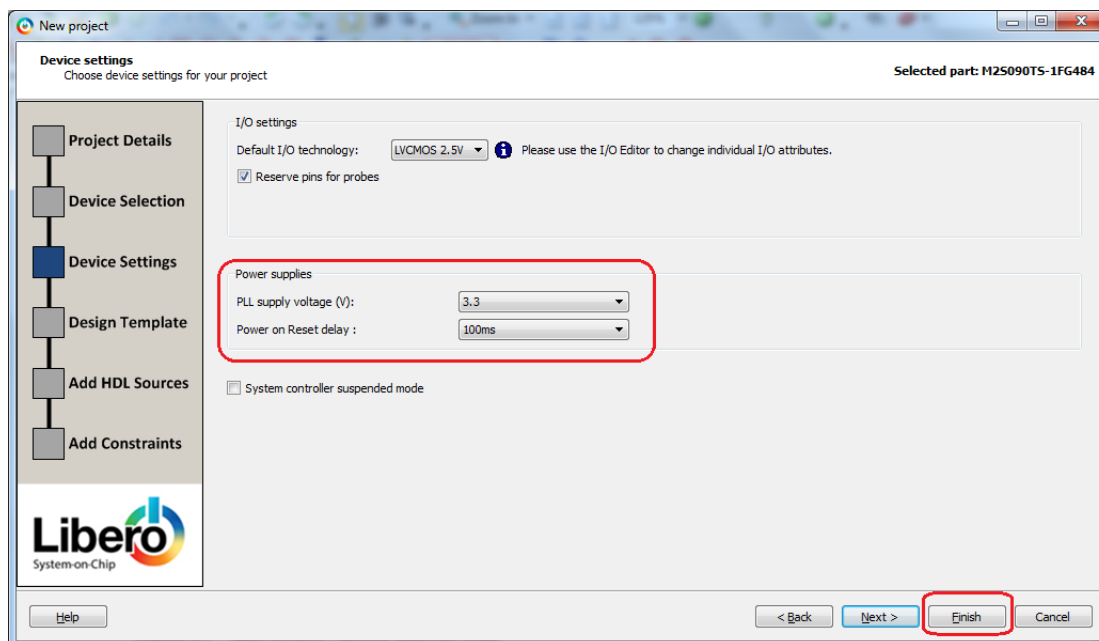 New project
Device settings
Choose device settings for your project
Selected part: M2S090TS-1FG484
Project Details
Device Selection
Device Settings
Design Template
Add HDL Sources
Add Constraints
Libero
System-on-Chip
I/O settings
Default I/O technology: LVCMOS 2.5V Please use the I/O Editor to change individual I/O attributes.
Reserve pins for probes
Power supplies
PLL supply voltage (V): 3.3
Power on Reset delay : 100ms
System controller suspended mode
Help < Back Next > Finish Cancel